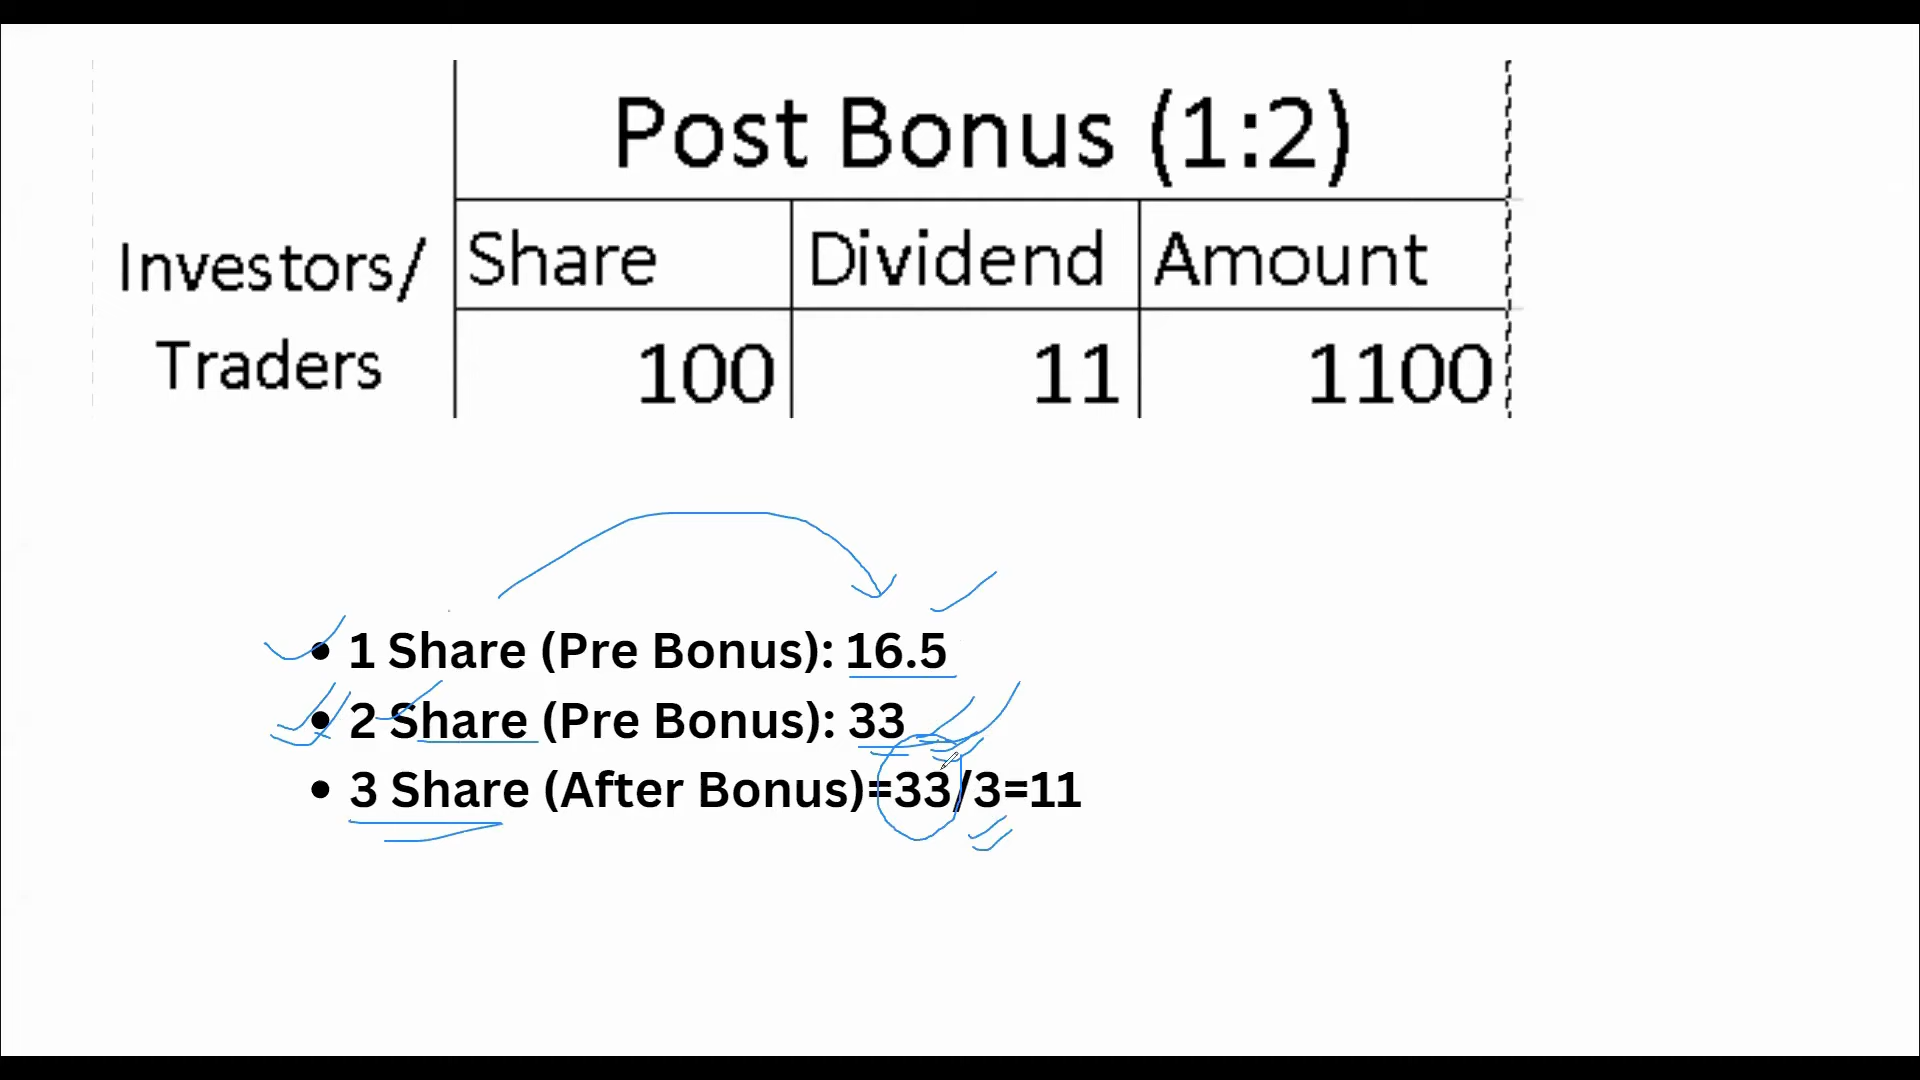 Post Bonus (1:2)
Investors/ Traders
Share Dividend Amount
100 11 1100
• 1 Share (Pre Bonus): 16.5
• 2 Share (Pre Bonus): 33
• 3 Share (After Bonus)=33/3=11